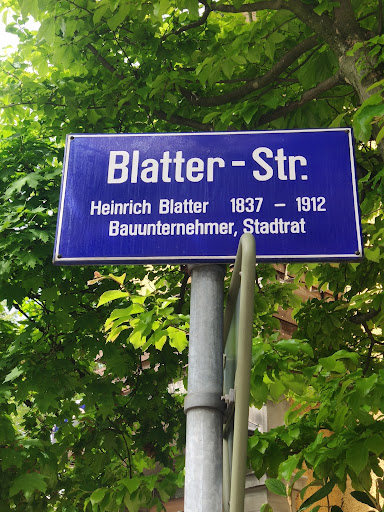 Blatter - Str.
Heinrich Blatter 1837 - 1912
Bauunternehmer, Stadtrat